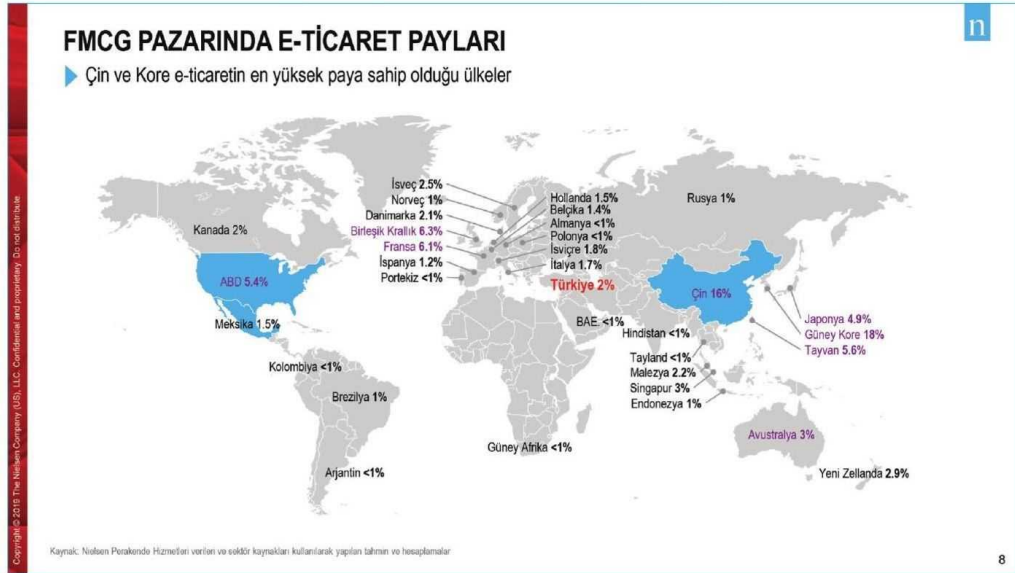 FMCG PAZARINDA E-TİCARET PAYLARI
n
Çin ve Kore e-ticaretin en yüksek paya sahip olduğu ülkeler
İsveç 2.5%
Norveç 1%
Danimarka 2.1%
Birleşik Krallık 6.3%
Fransa 6.1%
İspanya 1.2%
Portekiz <1%
Hollanda 1.5%
Belçika 1.4%
Almanya <1%
Polonya <1%
İsviçre 1.8%
İtalya 1.7%
Türkiye 2%
Rusya 1%
Kanada 2%
ABD 5.4%
Meksika 1.5%
Çin 16%
Japonya 4.9%
Güney Kore 18%
Tayvan 5.6%
BAE. <1%
Hindistan <1%
Tayland <1%
Malezya 2.2%
Singapur 3%
Endonezya 1%
Kolombiya <1%
Brezilya 1%
Arjantin <1%
Güney Afrika <1%
Avustralya 3%
Yeni Zellanda 2.9%
Kaynak: Nielsen Perakende Hizmetleri verileri ve sektör kaynakları kullanılarak yapılan tahmin ve hesaplamalar
8
Copyright © 2019 The Nielsen Company (US), LLC. Confidential and proprietary. Do not distribute.